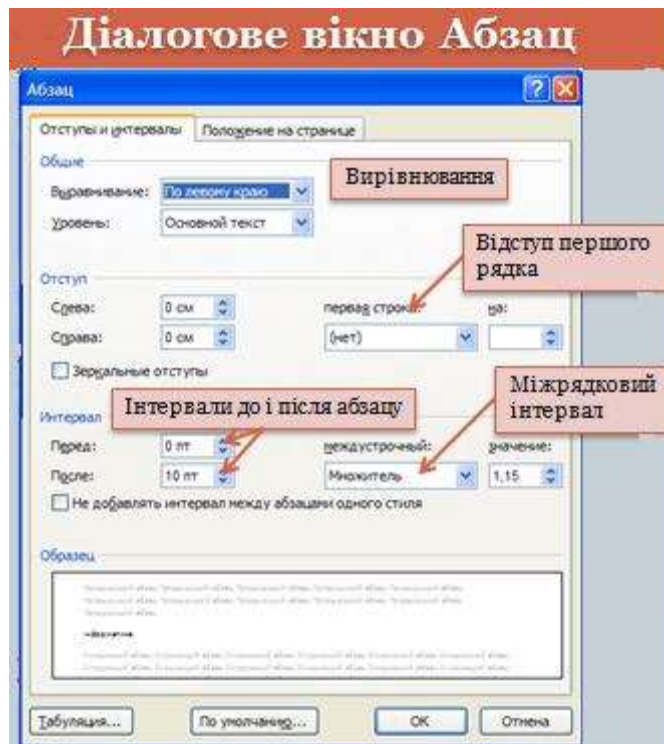 Діалогове вікно Абзац
Абзац
Отступы и интервалы Положение на странице
Общие
Вирівнювання
Выравнивание: По левому краю
Уровень: Основной текст
Відступ першого
рядка
Отступ
Слева: 0 см первая строка: на:
Справа: 0 см (нет)
Зеркальные отступы
Міжрядковий
інтервал
Інтервали до і після абзацу
Интервал
Перед: 0 пт междустрочный: значение:
После: 10 пт Множитель 1,15
Не добавлять интервал между абзацами одного стиля
Образец
Табуляция... По умолчанию... ОК Отмена